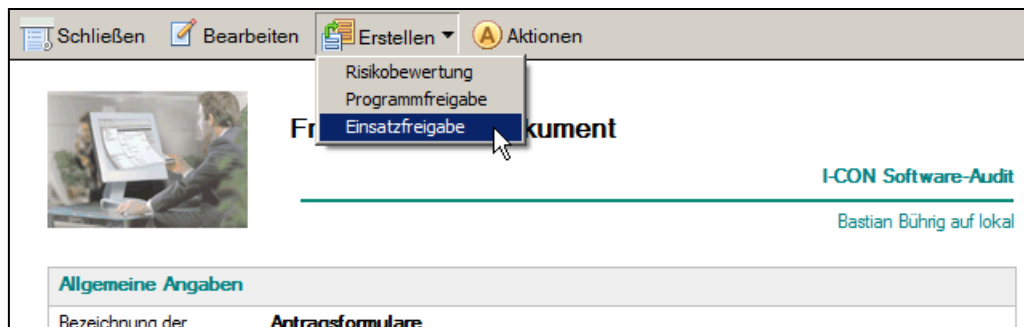 Schließen Bearbeiten Erstellen A Aktionen
Risikobewertung
Programmfreigabe
Einsatzfreigabe
Fr kument
I-CON Software-Audit
Bastian Bührig auf lokal
Allgemeine Angaben
Bezeichnung der Antragsformulare